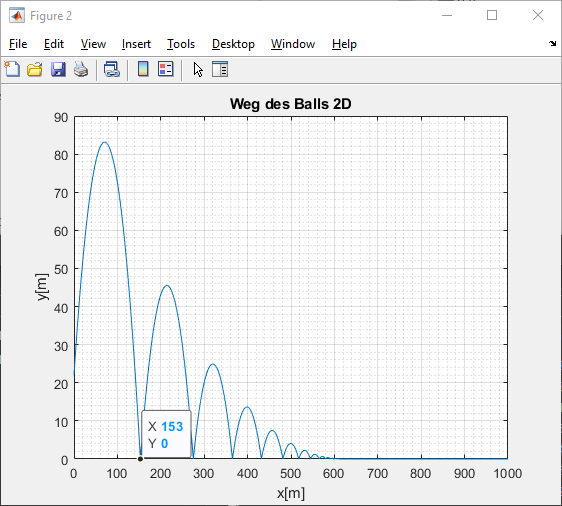 Figure 2
File Edit View Insert Tools Desktop Window Help
Weg des Balls 2D
90
80
70
60
50
40
30
20
10
0
y[m]
X 153
Y 0
0 100 200 300 400 500 600 700 800 900 1000
x[m]